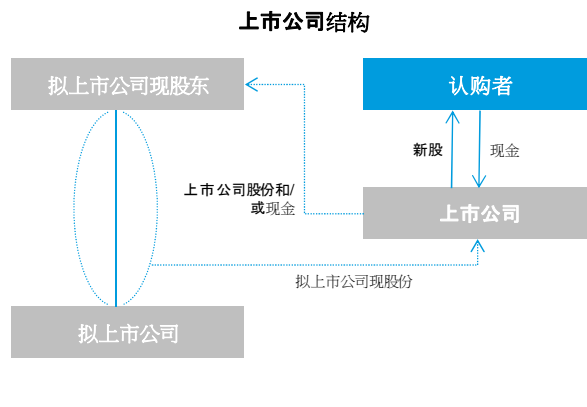 上市公司结构
拟上市公司现股东
认购者
新股
现金
上市公司股份和/
或现金
上市公司
拟上市公司现股份
拟上市公司